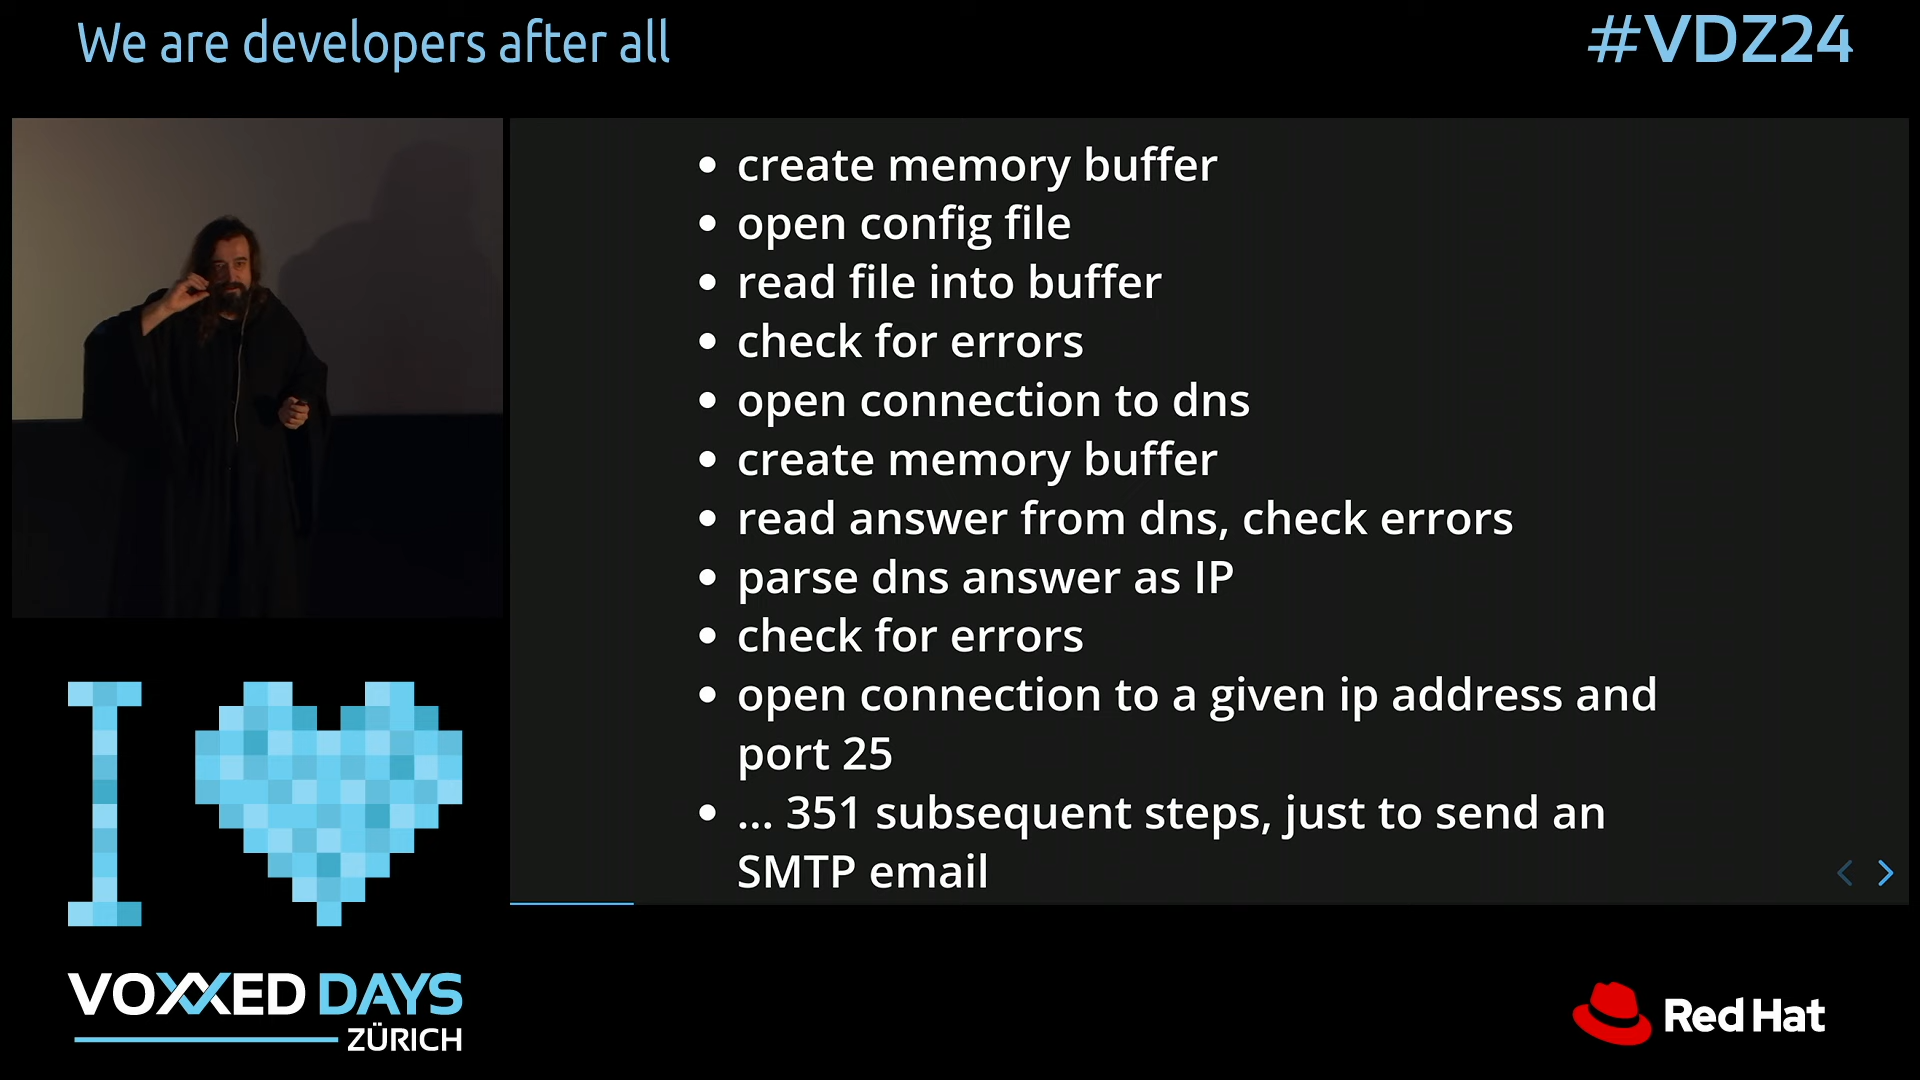 We are developers after all
#VDZ24
• create memory buffer
• open config file
• read file into buffer
• check for errors
• open connection to dns
• create memory buffer
• read answer from dns, check errors
• parse dns answer as IP
• check for errors
• open connection to a given ip address and
port 25
• ... 351 subsequent steps, just to send an
SMTP email
I
VOXXED DAYS
ZÜRICH
Red Hat